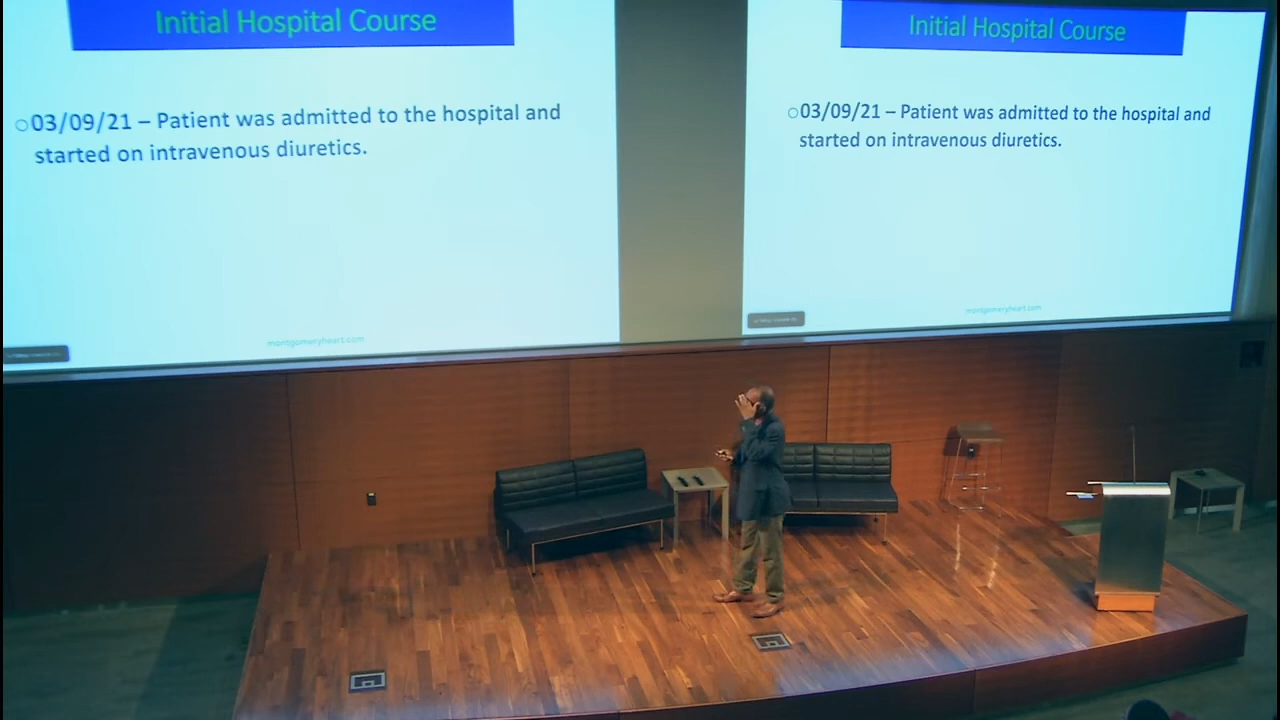 Initial Hospital Course
○03/09/21 – Patient was admitted to the hospital and
started on intravenous diuretics.
montgomeryheart.com
Initial Hospital Course
○03/09/21 – Patient was admitted to the hospital and
started on intravenous diuretics.
montgomeryheart.com